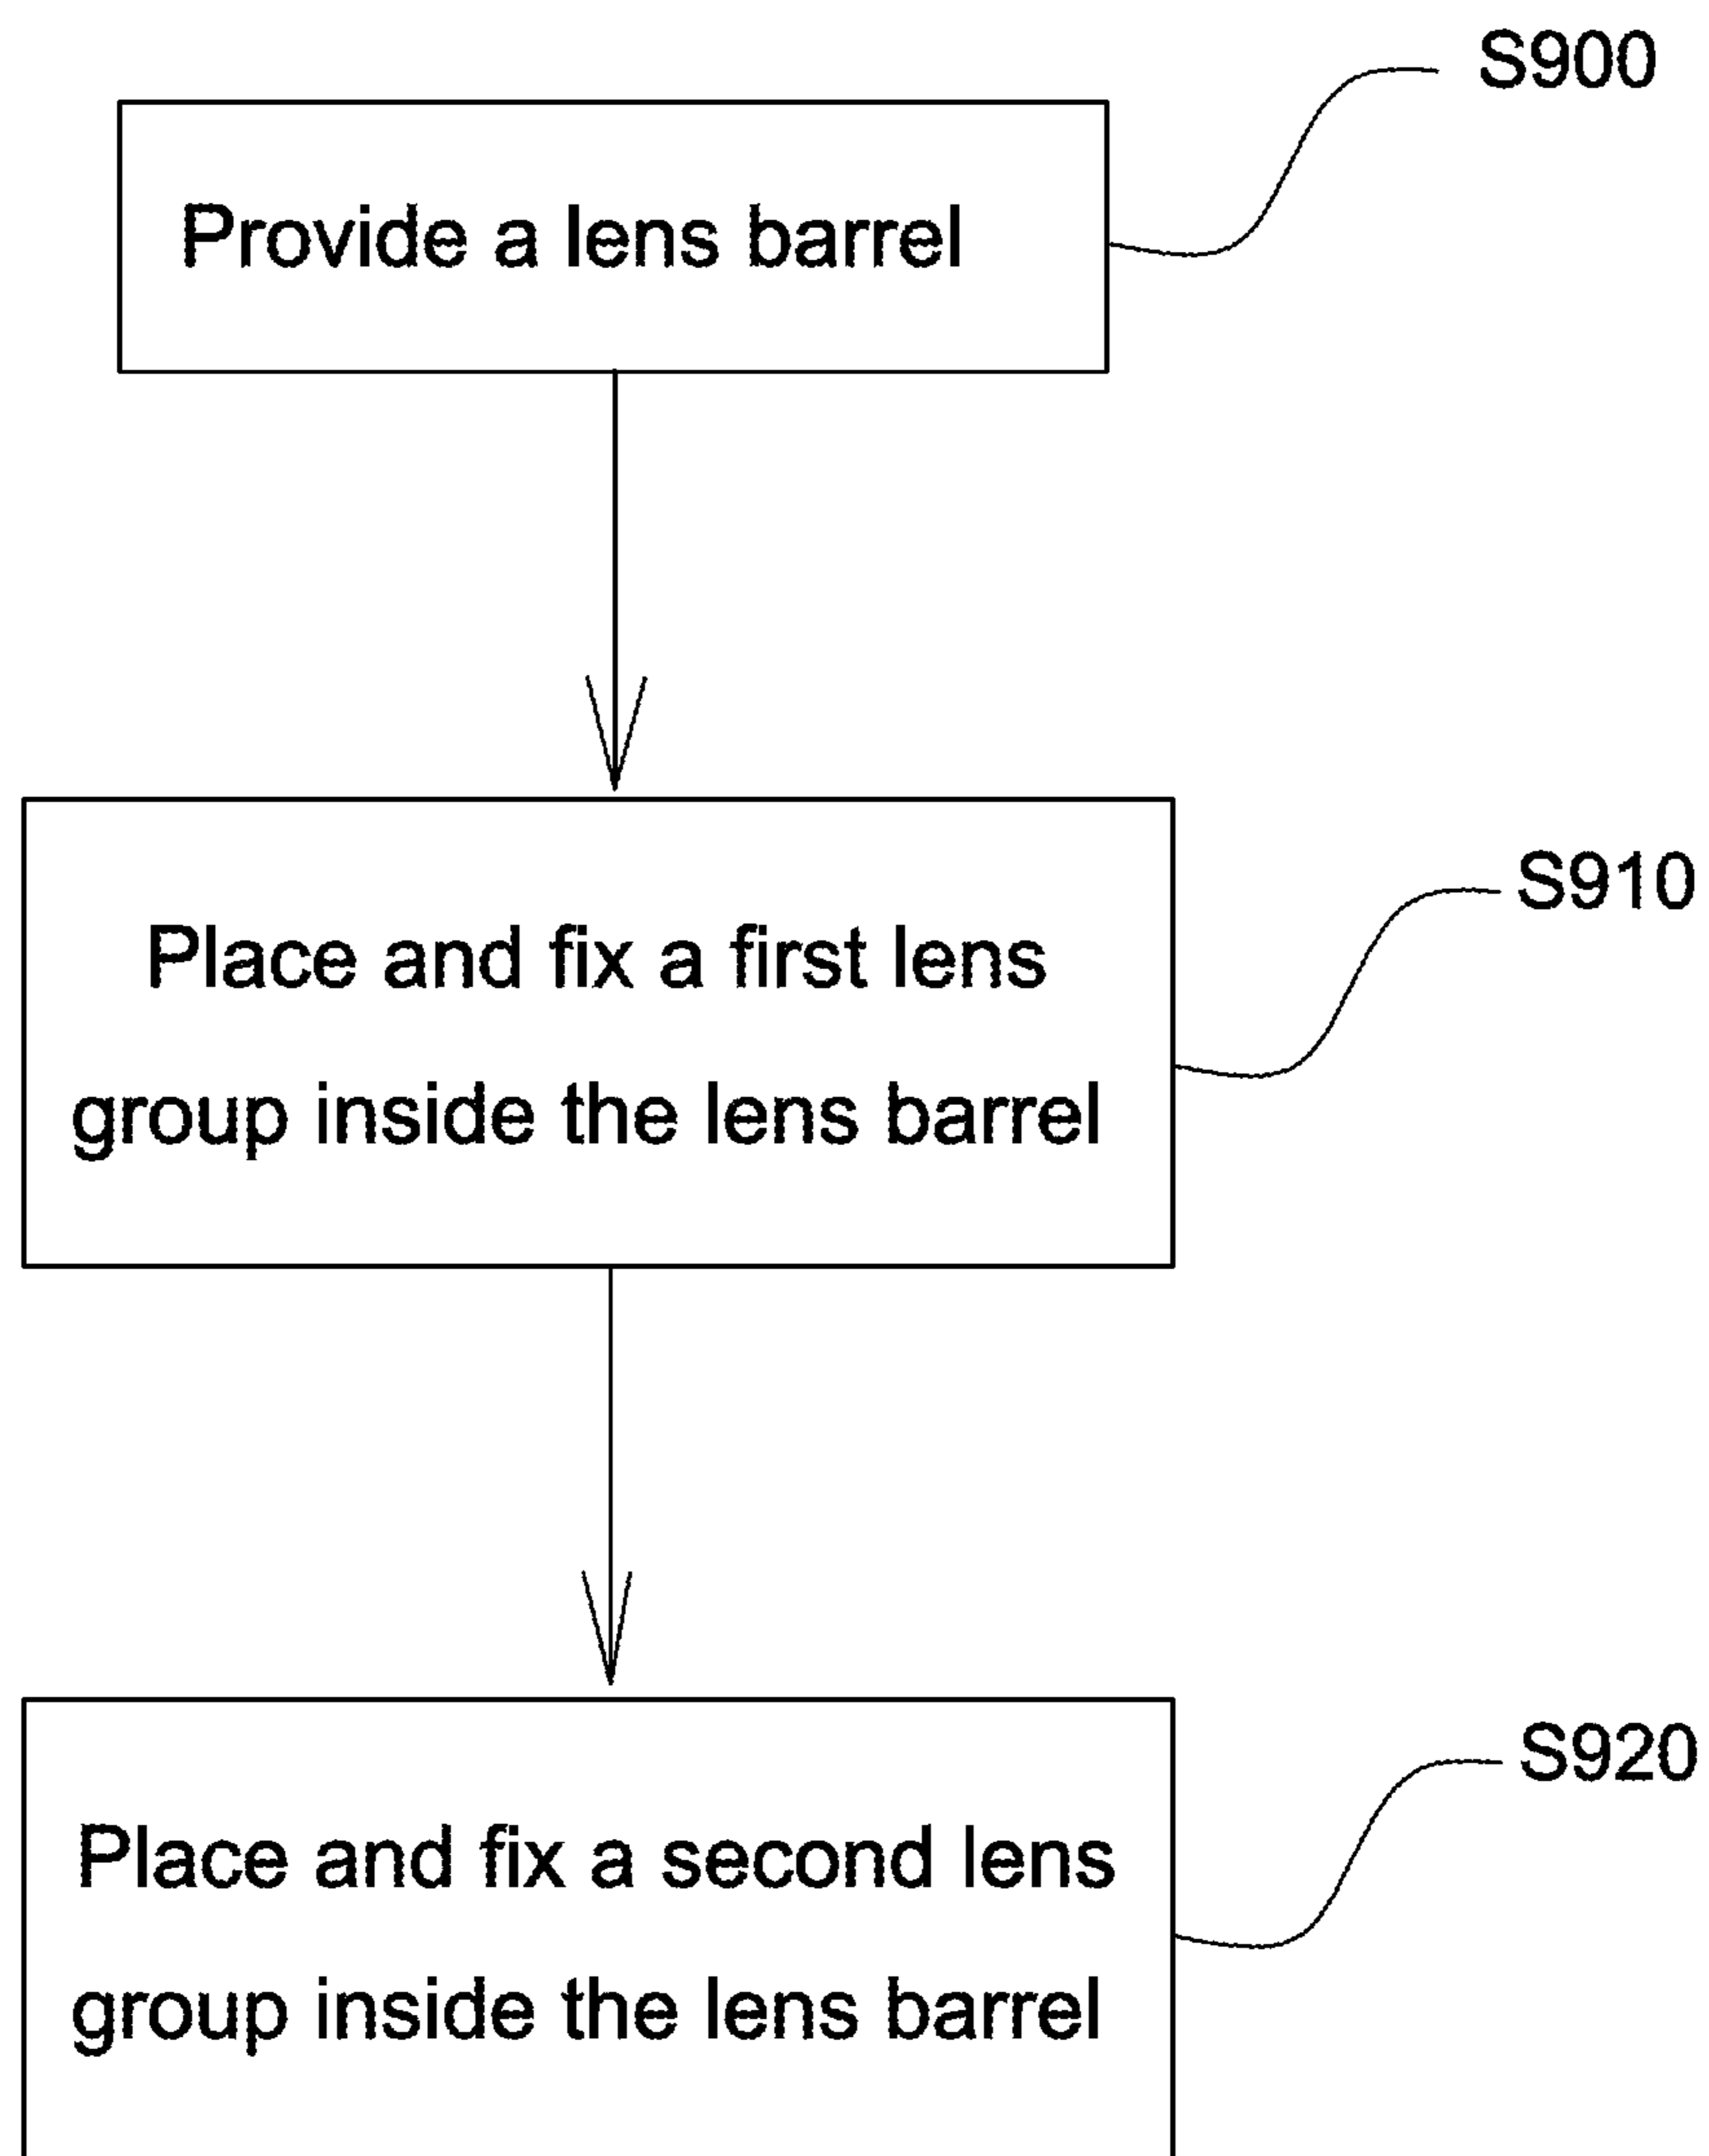 S900
Provide a lens barrel
S910
Place and fix a first lens
group inside the lens barrel
S920
Place and fix a second lens
group inside the lens barrel